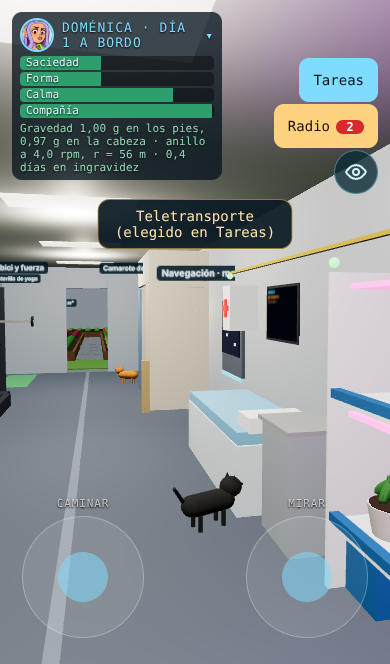 DOMÉNICA · DÍA
1 A BORDO
▼
Saciedad
Forma
Calma
Compañía
Gravedad 1,00 g en los pies,
0,97 g en la cabeza · anillo
a 4,0 rpm, r = 56 m · 0,4
días en ingravidez
Tareas
Radio 2
Teletransporte
(elegido en Tareas)
bici y fuerza
Camarote de
Navegación ·
CAMINAR
MIRAR